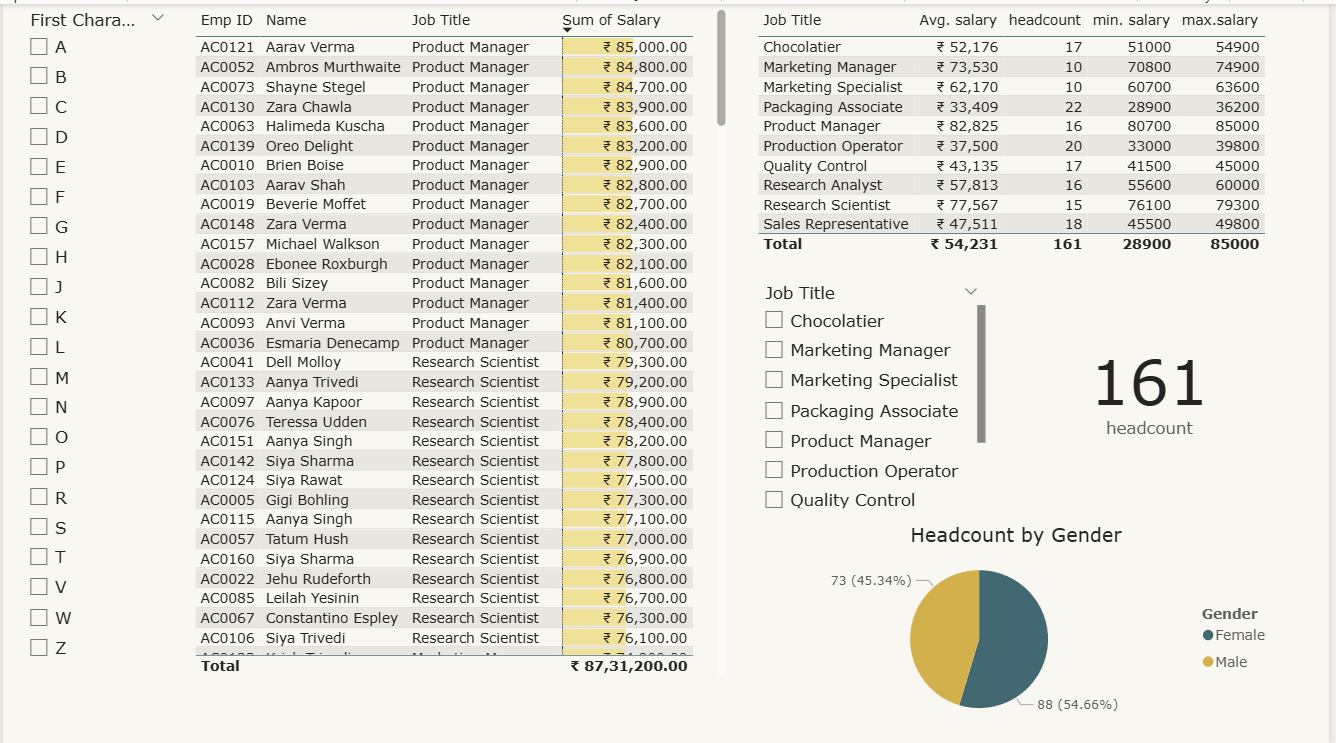 First Chara...
A
B
C
D
E
F
G
H
J
K
L
M
N
O
P
R
S
T
V
W
Z
Emp ID Name Job Title Sum of Salary
AC0121 Aarav Verma Product Manager ₹ 85,000.00
AC0052 Ambros Murthwaite Product Manager ₹ 84,800.00
AC0073 Shayne Stegel Product Manager ₹ 84,700.00
AC0130 Zara Chawla Product Manager ₹ 83,900.00
AC0063 Halimeda Kuscha Product Manager ₹ 83,600.00
AC0139 Oreo Delight Product Manager ₹ 83,200.00
AC0010 Brien Boise Product Manager ₹ 82,900.00
AC0103 Aarav Shah Product Manager ₹ 82,800.00
AC0019 Beverie Moffet Product Manager ₹ 82,700.00
AC0148 Zara Verma Product Manager ₹ 82,400.00
AC0157 Michael Walkson Product Manager ₹ 82,300.00
AC0028 Ebonee Roxburgh Product Manager ₹ 82,100.00
AC0082 Bili Sizey Product Manager ₹ 81,600.00
AC0112 Zara Verma Product Manager ₹ 81,400.00
AC0093 Anvi Verma Product Manager ₹ 81,100.00
AC0036 Esmaria Denecamp Product Manager ₹ 80,700.00
AC0041 Dell Molloy Research Scientist ₹ 79,300.00
AC0133 Aanya Trivedi Research Scientist ₹ 79,200.00
AC0097 Aanya Kapoor Research Scientist ₹ 78,900.00
AC0076 Teressa Udden Research Scientist ₹ 78,400.00
AC0151 Aanya Singh Research Scientist ₹ 78,200.00
AC0142 Siya Sharma Research Scientist ₹ 77,800.00
AC0124 Siya Rawat Research Scientist ₹ 77,500.00
AC0005 Gigi Bohling Research Scientist ₹ 77,300.00
AC0115 Aanya Singh Research Scientist ₹ 77,100.00
AC0057 Tatum Hush Research Scientist ₹ 77,000.00
AC0160 Siya Sharma Research Scientist ₹ 76,900.00
AC0022 Jehu Rudeforth Research Scientist ₹ 76,800.00
AC0085 Leilah Yesinin Research Scientist ₹ 76,700.00
AC0067 Constantino Espley Research Scientist ₹ 76,300.00
AC0106 Siya Trivedi Research Scientist ₹ 76,100.00
Total ₹ 87,31,200.00
Job Title Avg. salary headcount min. salary max.salary
Chocolatier ₹ 52,176 17 51000 54900
Marketing Manager ₹ 73,530 10 70800 74900
Marketing Specialist ₹ 62,170 10 60700 63600
Packaging Associate ₹ 33,409 22 28900 36200
Product Manager ₹ 82,825 16 80700 85000
Production Operator ₹ 37,500 20 33000 39800
Quality Control ₹ 43,135 17 41500 45000
Research Analyst ₹ 57,813 16 55600 60000
Research Scientist ₹ 77,567 15 76100 79300
Sales Representative ₹ 47,511 18 45500 49800
Total ₹ 54,231 161 28900 85000
Job Title
Chocolatier
Marketing Manager
Marketing Specialist
Packaging Associate
Product Manager
Production Operator
Quality Control
161
headcount
Headcount by Gender
73 (45.34%)
88 (54.66%)
Gender
Female
Male